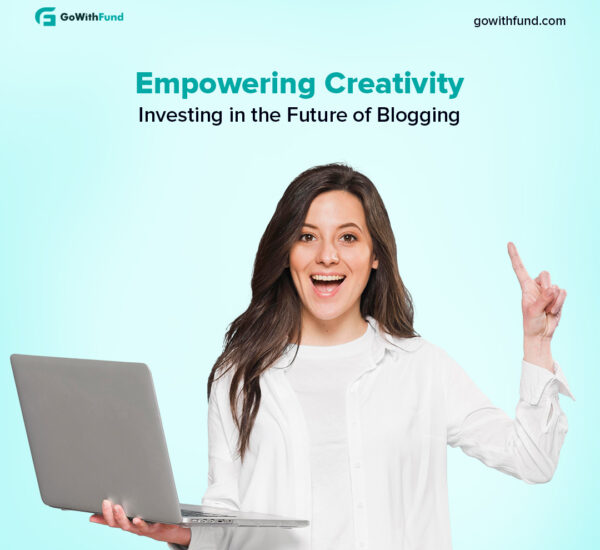 GoWithFund
gowithfund.com
Empowering Creativity
Investing in the Future of Blogging